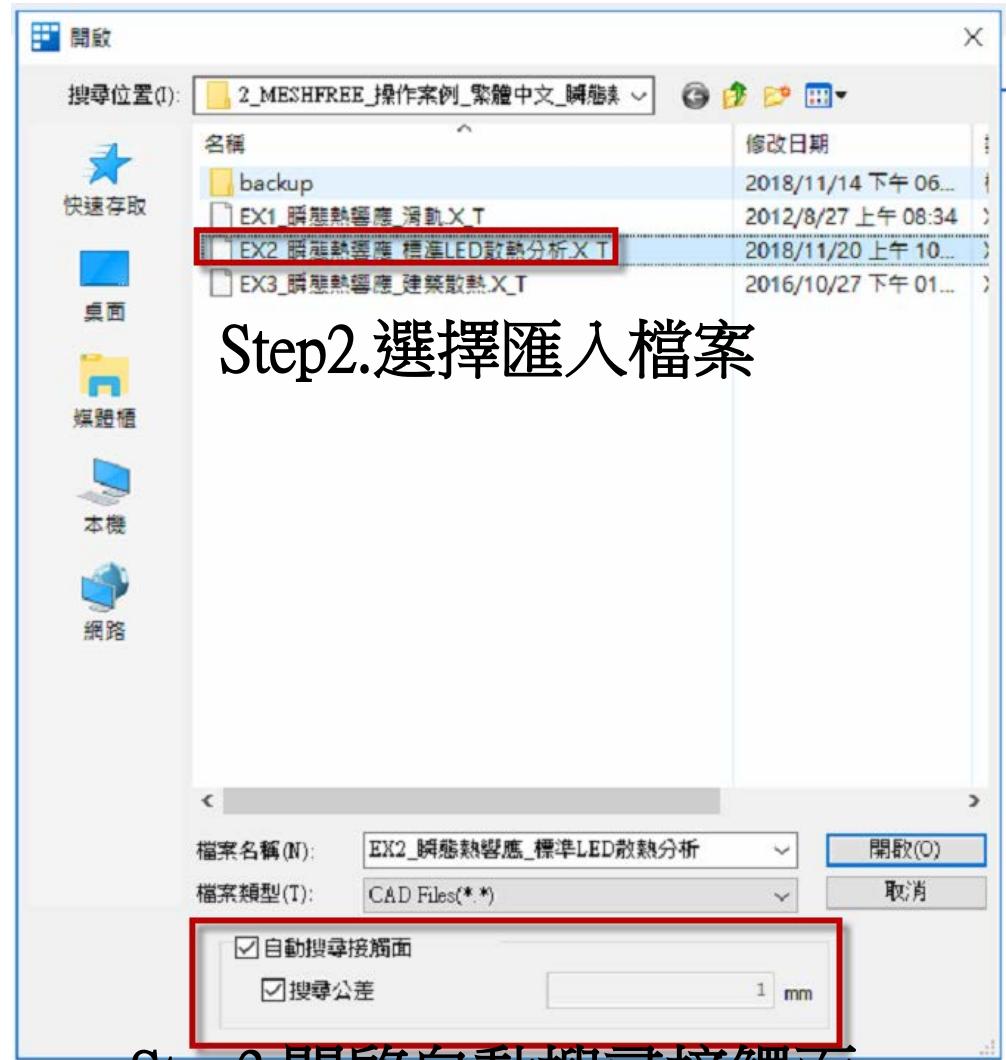 開啟
搜尋位置(I): 2_MESHFREE_操作案例_繁體中文_瞬態
名稱 修改日期
backup 2018/11/14 下午 06...
快速存取
EX1_瞬態熱響應_滑軌.X_T 2012/8/27 上午 08:34
EX2_瞬態熱響應_標準LED散熱分析.X_T 2018/11/20 上午 10...
EX3_瞬態熱響應_建築散熱.X_T 2016/10/27 下午 01...
桌面
Step2.選擇匯入檔案
媒體櫃
本機
網路
檔案名稱(N): EX2_瞬態熱響應_標準LED散熱分析 開啟(O)
檔案類型(T): CAD Files(*.*) 取消
自動搜尋接觸面
搜尋公差 1 mm
開啟自動搜尋接觸面